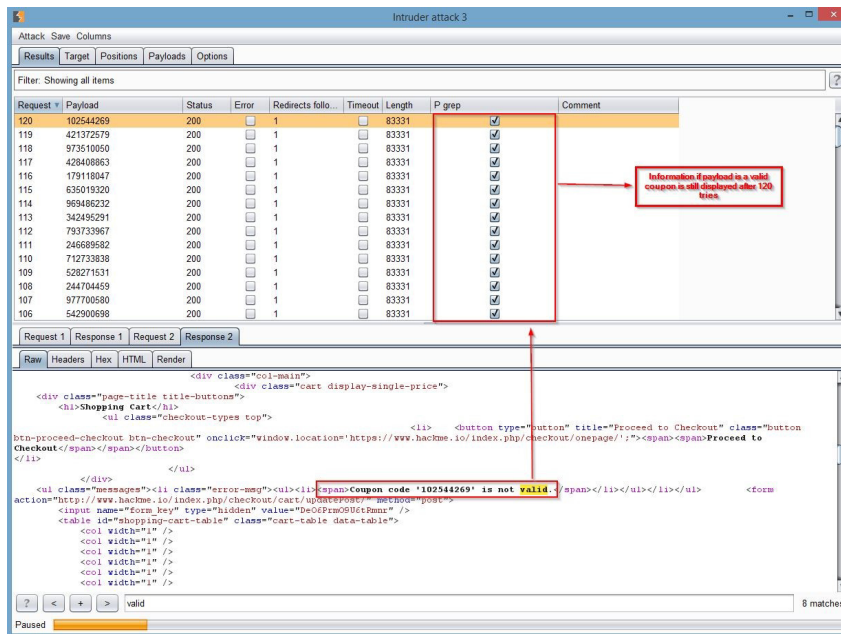 Intruder attack 3
Attack Save Columns
Results Target Positions Payloads Options
Filter: Showing all items
?
Request Payload Status Error Redirects follo... Timeout Length P grep Comment
120 102544269 200 1 83331
119 421372579 200 1 83331
118 973510050 200 1 83331
117 428408863 200 1 83331
116 179118047 200 1 83331
115 635019320 200 1 83331
114 969486232 200 1 83331
113 342495291 200 1 83331
112 793733967 200 1 83331
111 246689582 200 1 83331
110 712733838 200 1 83331
109 528271531 200 1 83331
108 244704459 200 1 83331
107 977700580 200 1 83331
106 542900698 200 1 83331
Information if payload is a valid
coupon is still displayed after 120
tries
Request 1 Response 1 Request 2 Response 2
Raw Headers Hex HTML Render
<div class="col-main">
<div class="cart display-single-price">
<div class="page-title title-buttons">
<h1>Shopping Cart</h1>
<ul class="checkout-types top">
<li> <button type="button" title="Proceed to Checkout" class="button
btn-proceed-checkout btn-checkout" onclick="window.location='https://www.hackme.io/index.php/checkout/onepage/';"><span><span>Proceed to
Checkout</span></span></button>
</li>
</ul>
</div>
<ul class="messages"><li class="error-msg"><ul><li><span>Coupon code '102544269' is not valid.</span></li></ul></li></ul> <form
action="http://www.hackme.io/index.php/checkout/cart/updatePost/" method="post">
<input name="form_key" type="hidden" value="DeO6PrmO9U6tRmnr" />
<table id="shopping-cart-table" class="cart-table data-table">
<col width="1" />
<col width="1" />
<col width="1" />
<col width="1" />
<col width="1" />
<col width="1" />
? < + > valid 8 matches
Paused